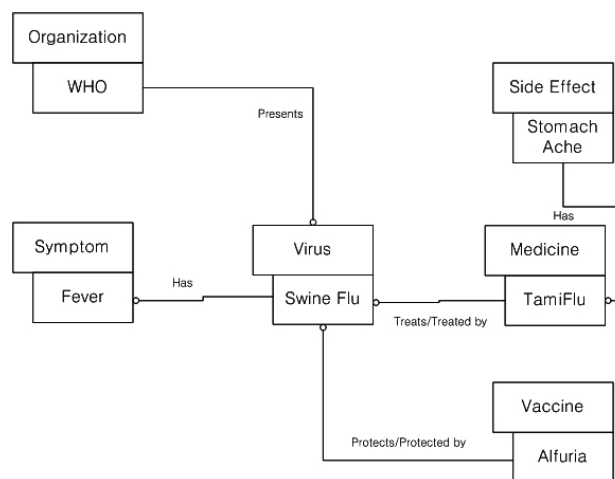 Organization
WHO
Presents
Side Effect
Stomach
Ache
Has
Symptom
Fever
Has
Virus
Swine Flu
Medicine
TamiFlu
Treats/Treated by
Protects/Protected by
Vaccine
Alfuria